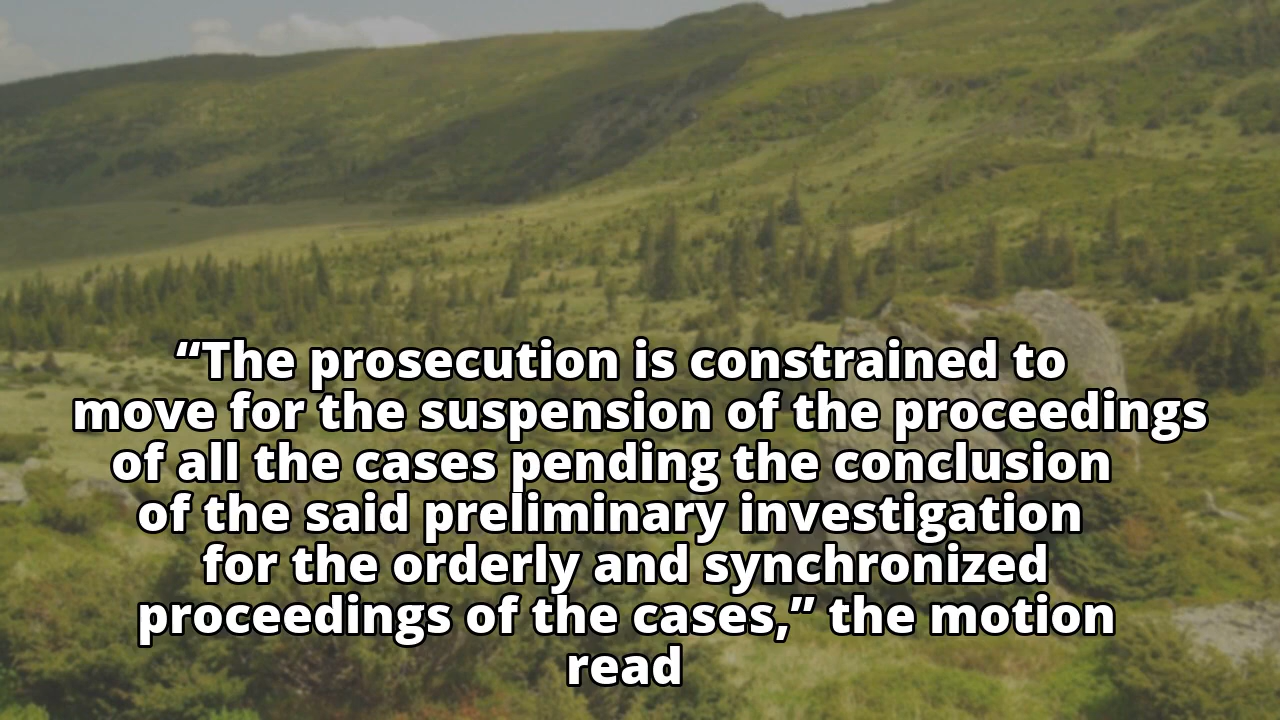 “The prosecution is constrained to
move for the suspension of the proceedings
of all the cases pending the conclusion
of the said preliminary investigation
for the orderly and synchronized
proceedings of the cases,” the motion
read